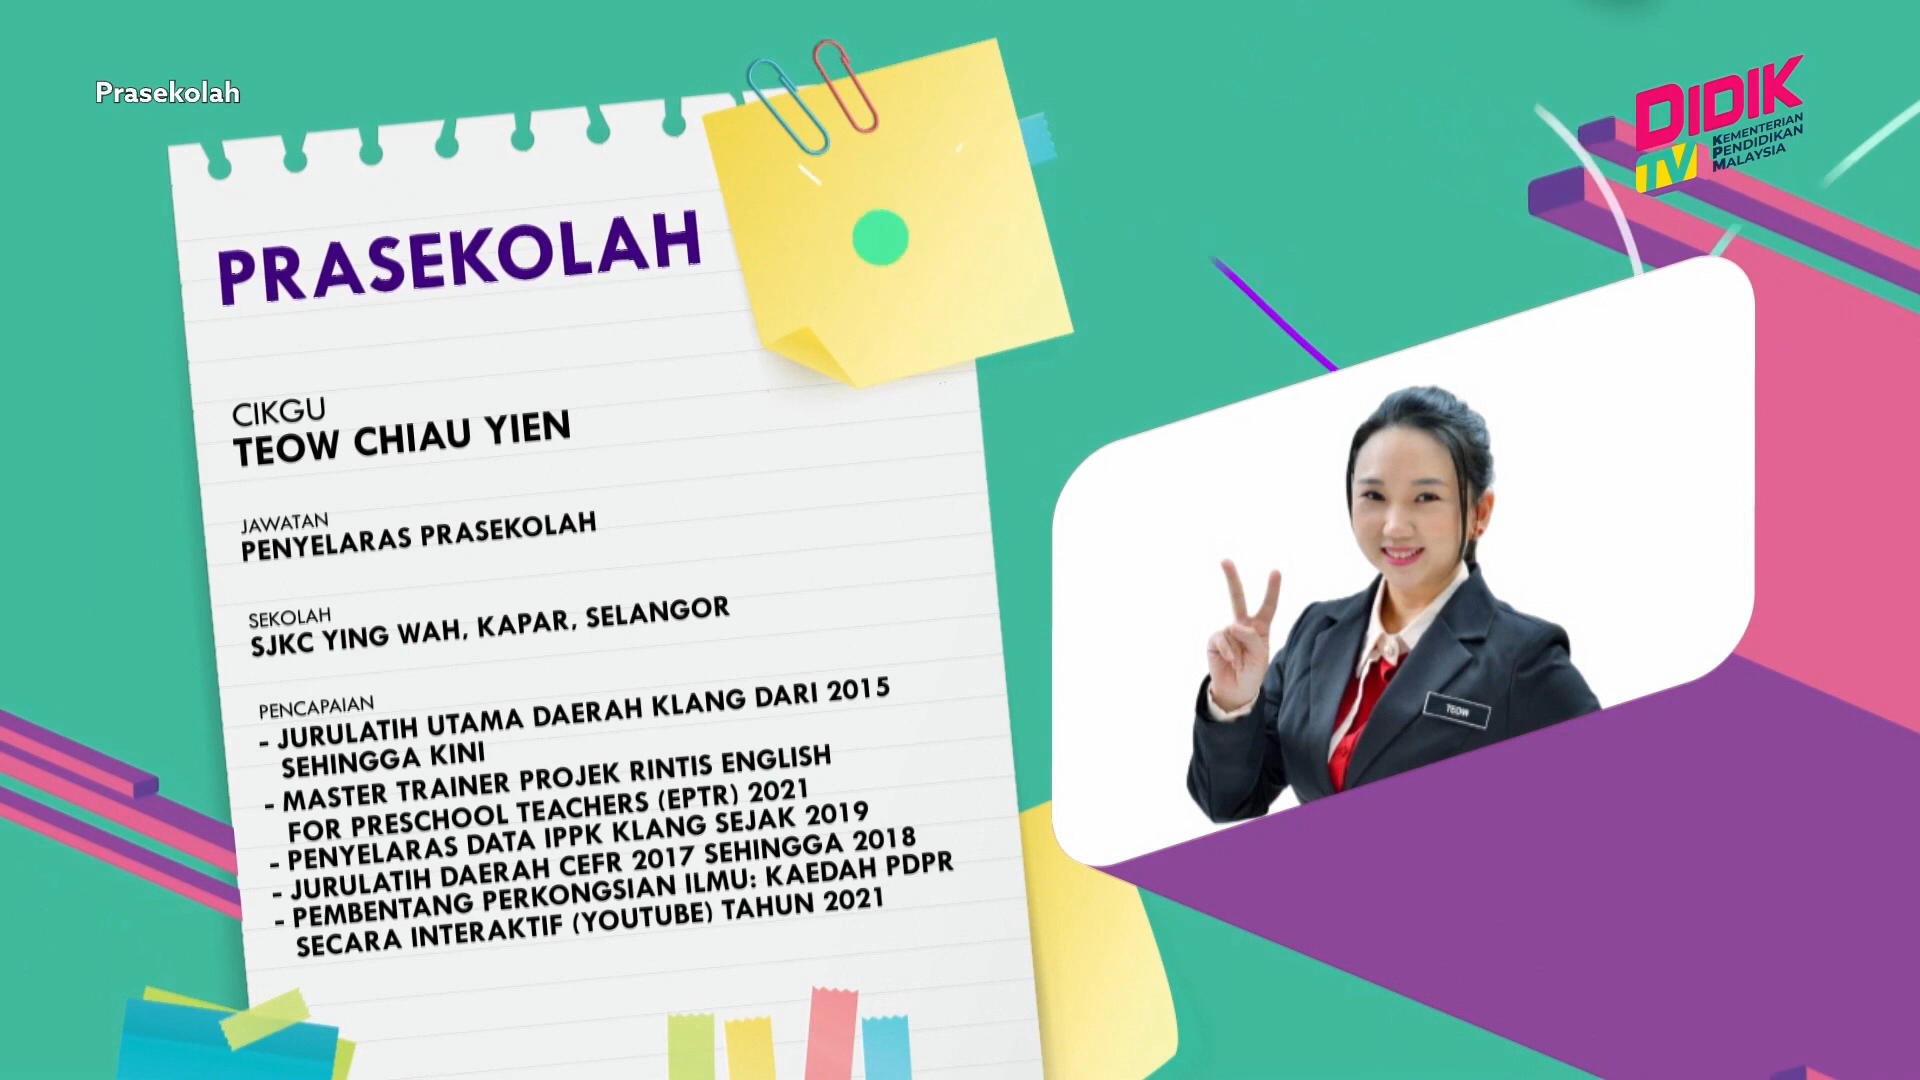 Prasekolah
DIDIK
TV
KEMENTERIAN
PENDIDIKAN
MALAYSIA
PRASEKOLAH
CIKGU
TEOW CHIAU YIEN
JAWATAN
PENYELARAS PRASEKOLAH
SEKOLAH
SJKC YING WAH, KAPAR, SELANGOR
PENCAPAIAN
- JURULATIH UTAMA DAERAH KLANG DARI 2015
SEHINGGA KINI
- MASTER TRAINER PROJEK RINTIS ENGLISH
FOR PRESCHOOL TEACHERS (EPTR) 2021
- PENYELARAS DATA IPPK KLANG SEJAK 2019
- JURULATIH DAERAH CEFR 2017 SEHINGGA 2018
- PEMBENTANG PERKONGSIAN ILMU: KAEDAH PDPR
SECARA INTERAKTIF (YOUTUBE) TAHUN 2021
TEOW